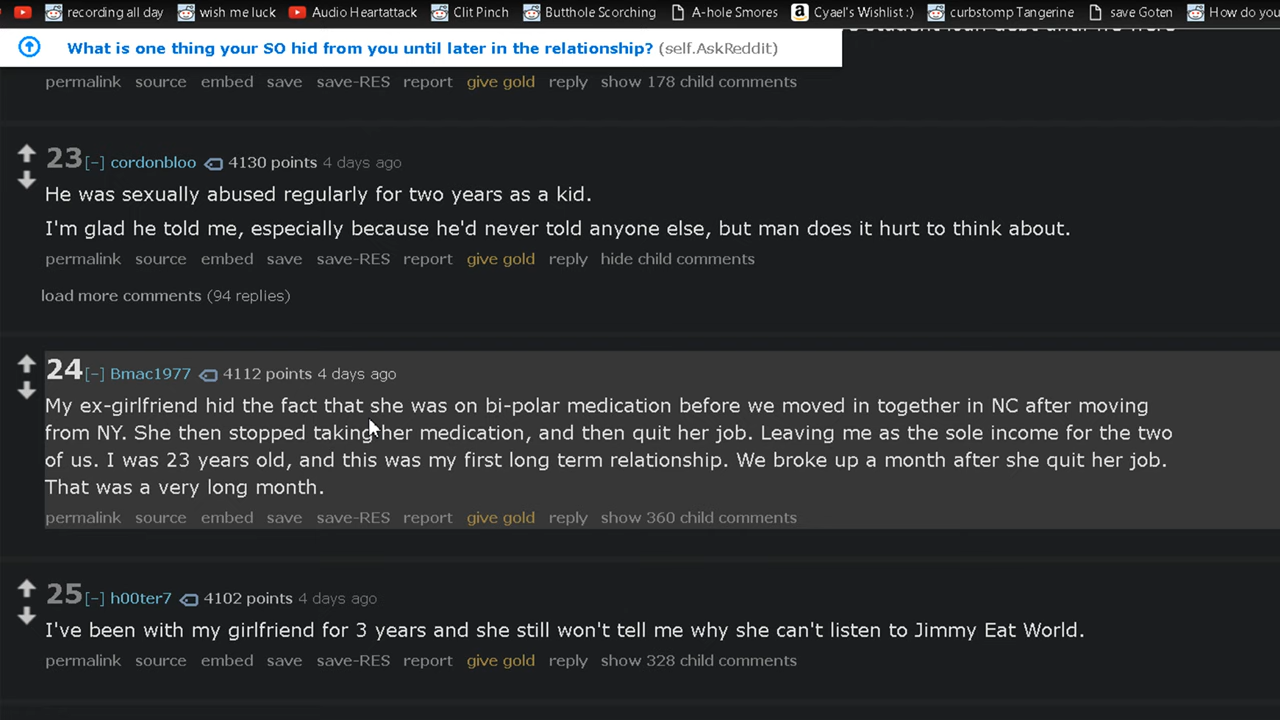 recording all day wish me luck Audio Heartattack Clit Pinch Butthole Scorching A-hole Smores Cyael's Wishlist :) curbstomp Tangerine save Goten How do you
What is one thing your SO hid from you until later in the relationship? (self.AskReddit)
permalink source embed save save-RES report give gold reply show 178 child comments
23 [-] cordonbloo 4130 points 4 days ago
He was sexually abused regularly for two years as a kid.
I'm glad he told me, especially because he'd never told anyone else, but man does it hurt to think about.
permalink source embed save save-RES report give gold reply hide child comments
load more comments (94 replies)
24 [-] Bmac1977 4112 points 4 days ago
My ex-girlfriend hid the fact that she was on bi-polar medication before we moved in together in NC after moving
from NY. She then stopped taking her medication, and then quit her job. Leaving me as the sole income for the two
of us. I was 23 years old, and this was my first long term relationship. We broke up a month after she quit her job.
That was a very long month.
permalink source embed save save-RES report give gold reply show 360 child comments
25 [-] h00ter7 4102 points 4 days ago
I've been with my girlfriend for 3 years and she still won't tell me why she can't listen to Jimmy Eat World.
permalink source embed save save-RES report give gold reply show 328 child comments